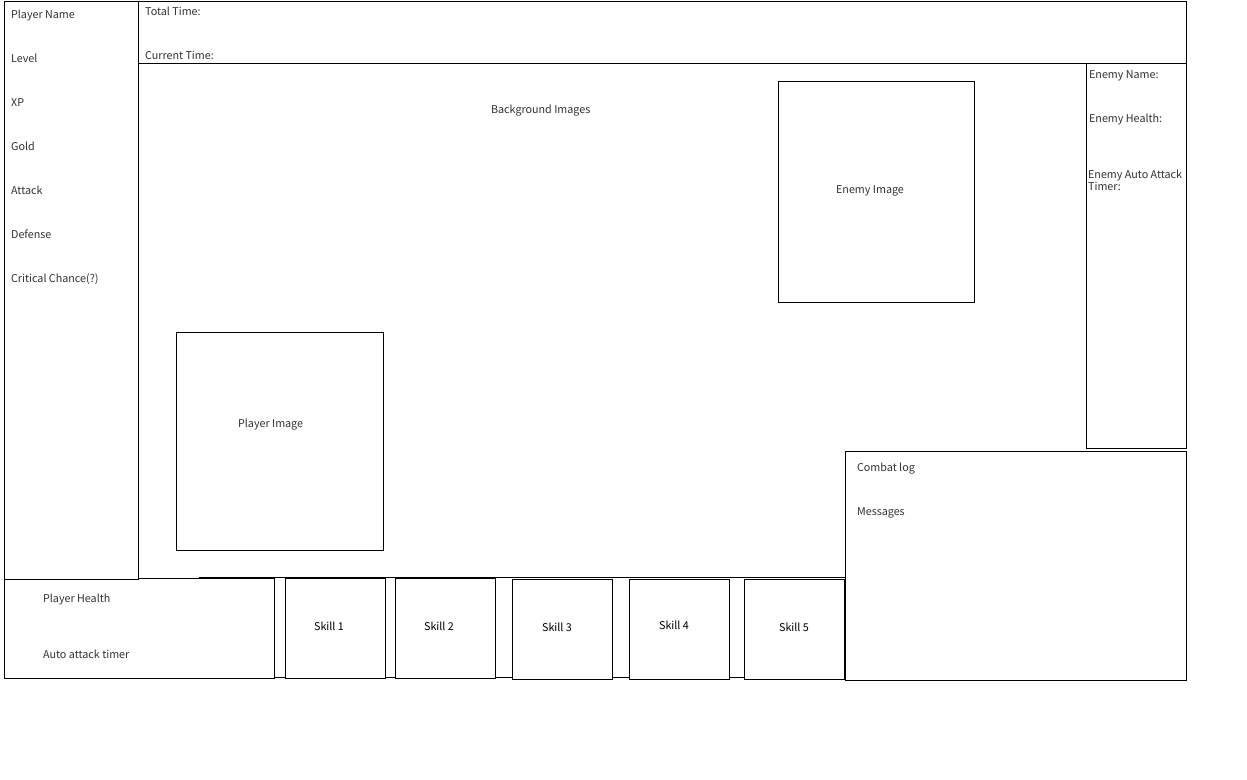 Player Name
Level
XP
Gold
Attack
Defense
Critical Chance(?)
Total Time:
Current Time:
Background Images
Enemy Image
Player Image
Enemy Name:
Enemy Health:
Enemy Auto Attack
Timer:
Combat log
Messages
Player Health
Auto attack timer
Skill 1
Skill 2
Skill 3
Skill 4
Skill 5